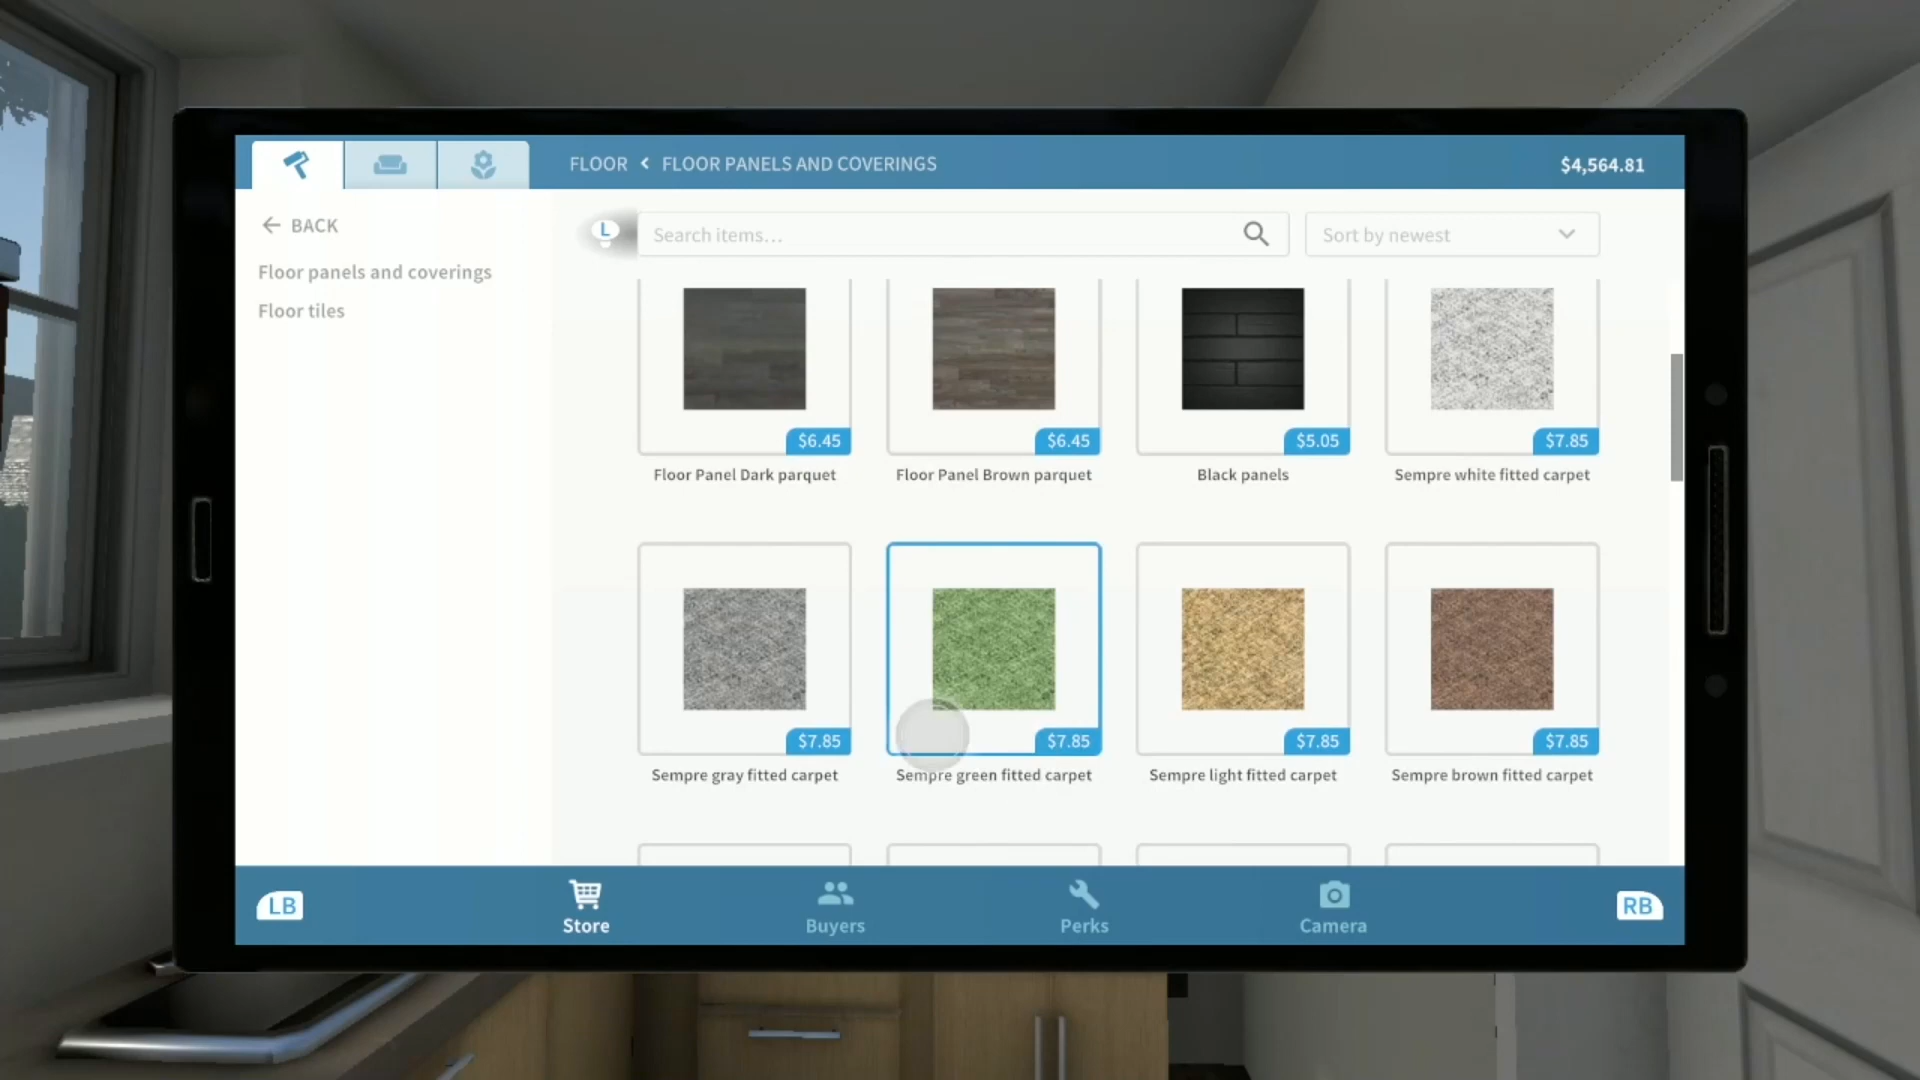 FLOOR < FLOOR PANELS AND COVERINGS
$4,564.81
BACK
L
Search items...
Sort by newest
Floor panels and coverings
Floor tiles
$6.45
$6.45
$5.05
$7.85
Floor Panel Dark parquet
Floor Panel Brown parquet
Black panels
Sempre white fitted carpet
$7.85
$7.85
$7.85
$7.85
Sempre gray fitted carpet
Sempre green fitted carpet
Sempre light fitted carpet
Sempre brown fitted carpet
LB
Store
Buyers
Perks
Camera
RB